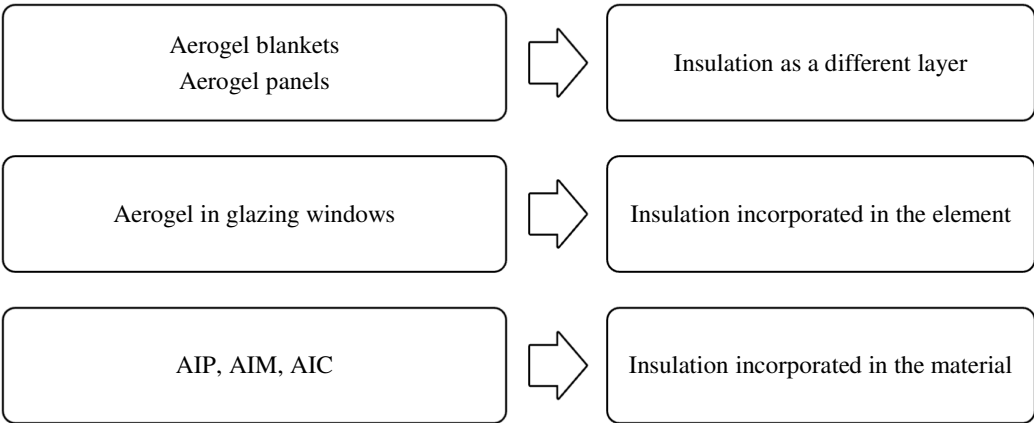 Aerogel blankets
Aerogel panels
Insulation as a different layer
Aerogel in glazing windows
Insulation incorporated in the element
AIP, AIM, AIC
Insulation incorporated in the material